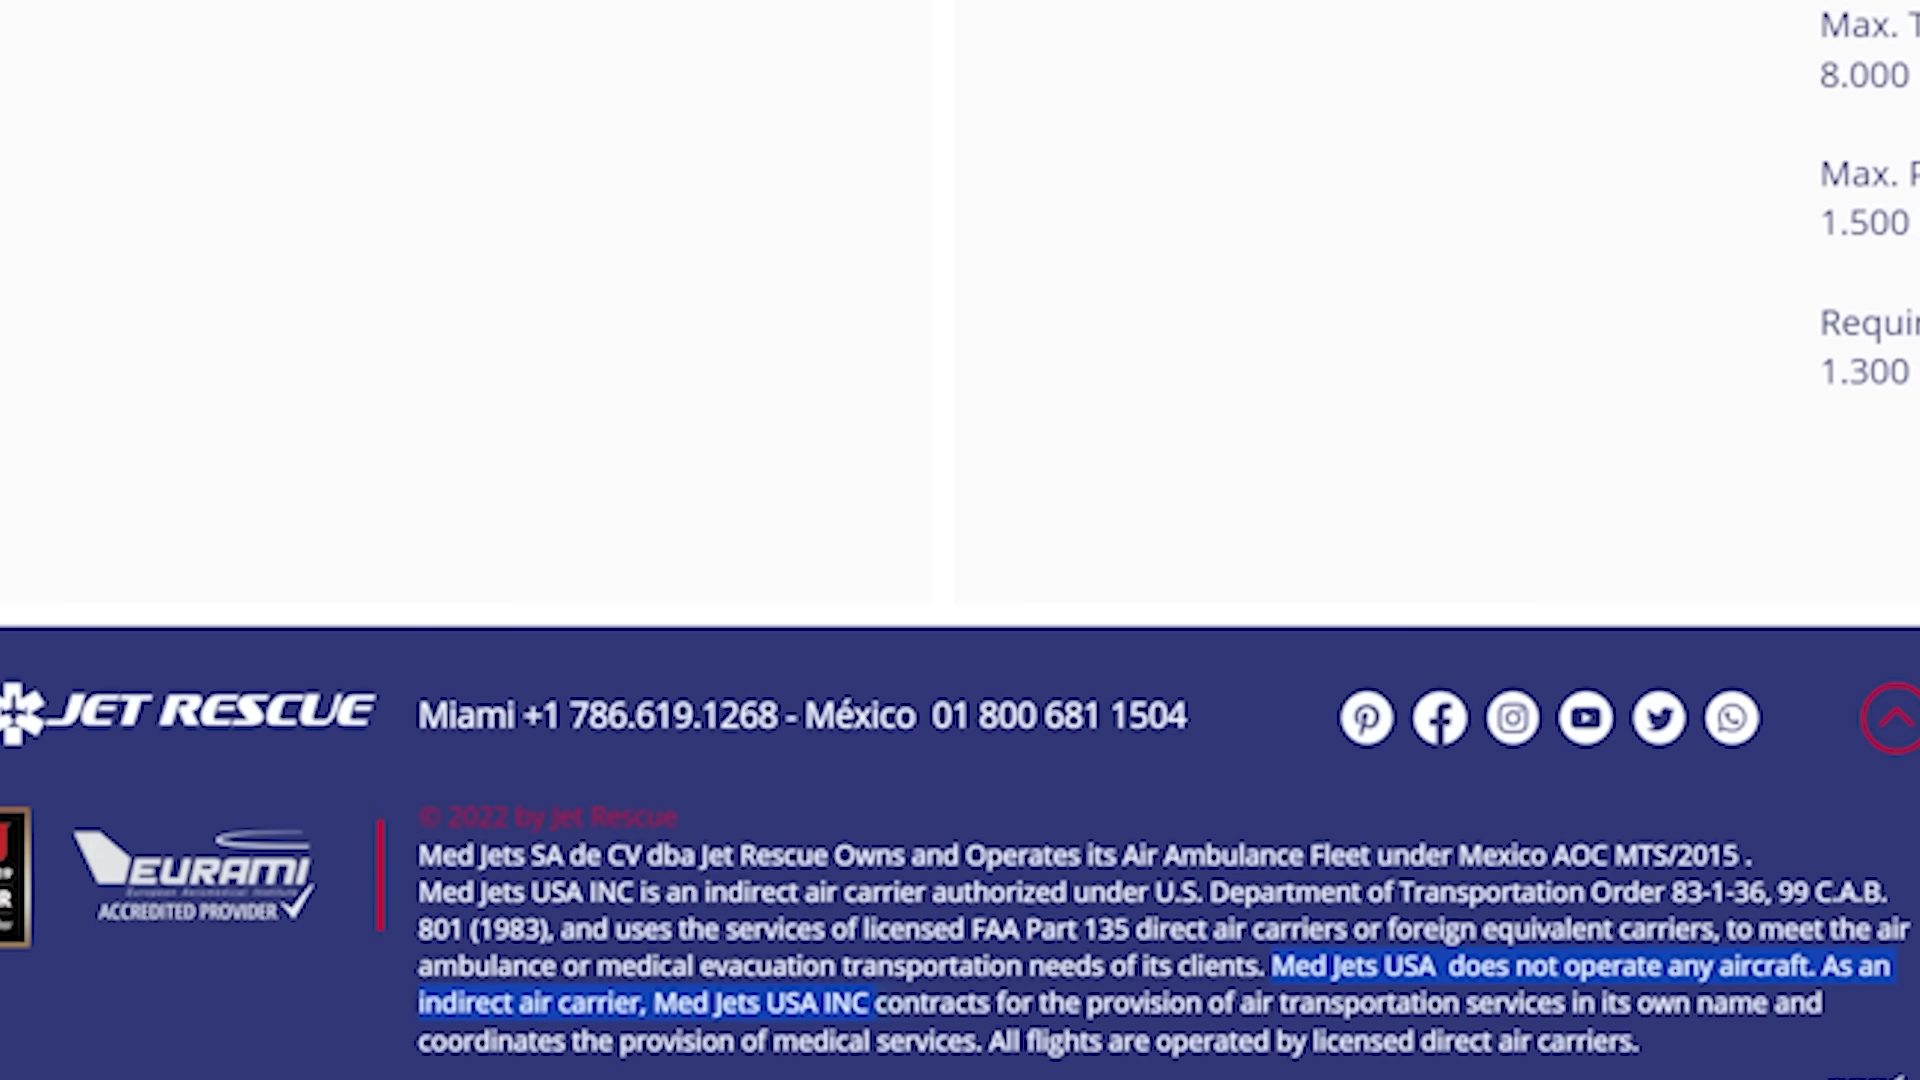 Max.
8.000
Max.
1.500
1.300
JET RESCUE
Miami +1 786.619.1268 - México 01 800 681 1504
EURAMI
European Aeromedical Institute
ACCREDITED PROVIDER
© 2022 by Jet Rescue
Med Jets SA de CV dba Jet Rescue Owns and Operates its Air Ambulance Fleet under Mexico AOC MTS/2015 .
Med Jets USA INC is an indirect air carrier authorized under U.S. Department of Transportation Order 83-1-36, 99 C.A.B.
801 (1983), and uses the services of licensed FAA Part 135 direct air carriers or foreign equivalent carriers, to meet the air
ambulance or medical evacuation transportation needs of its clients. Med Jets USA does not operate any aircraft. As an
indirect air carrier, Med Jets USA INC contracts for the provision of air transportation services in its own name and
coordinates the provision of medical services. All flights are operated by licensed direct air carriers.